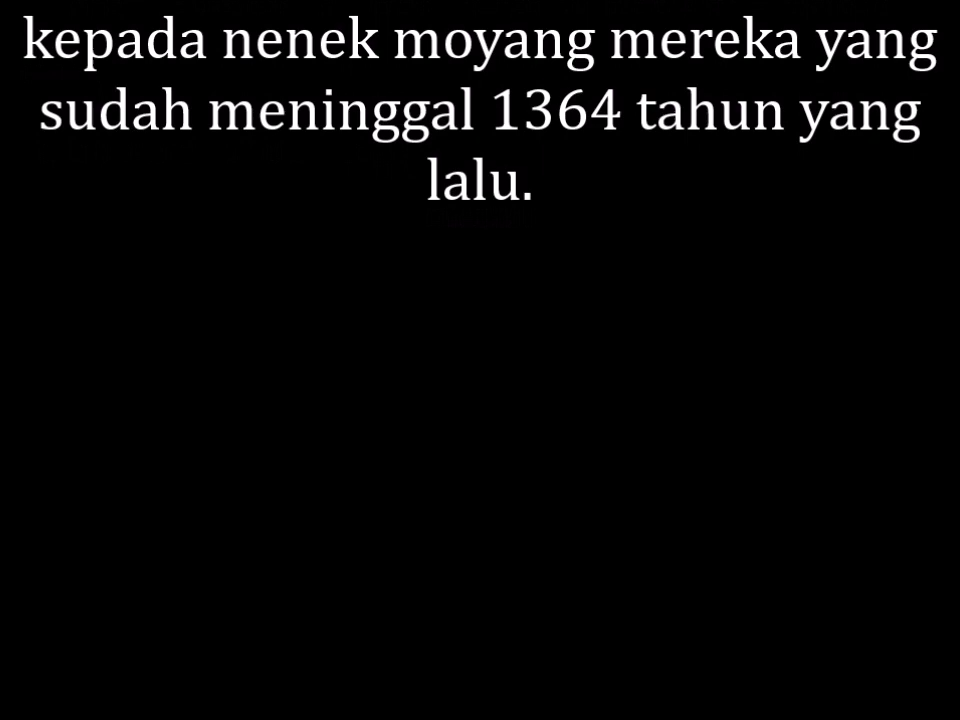 kepada nenek moyang mereka yang
sudah meninggal 1364 tahun yang
lalu.